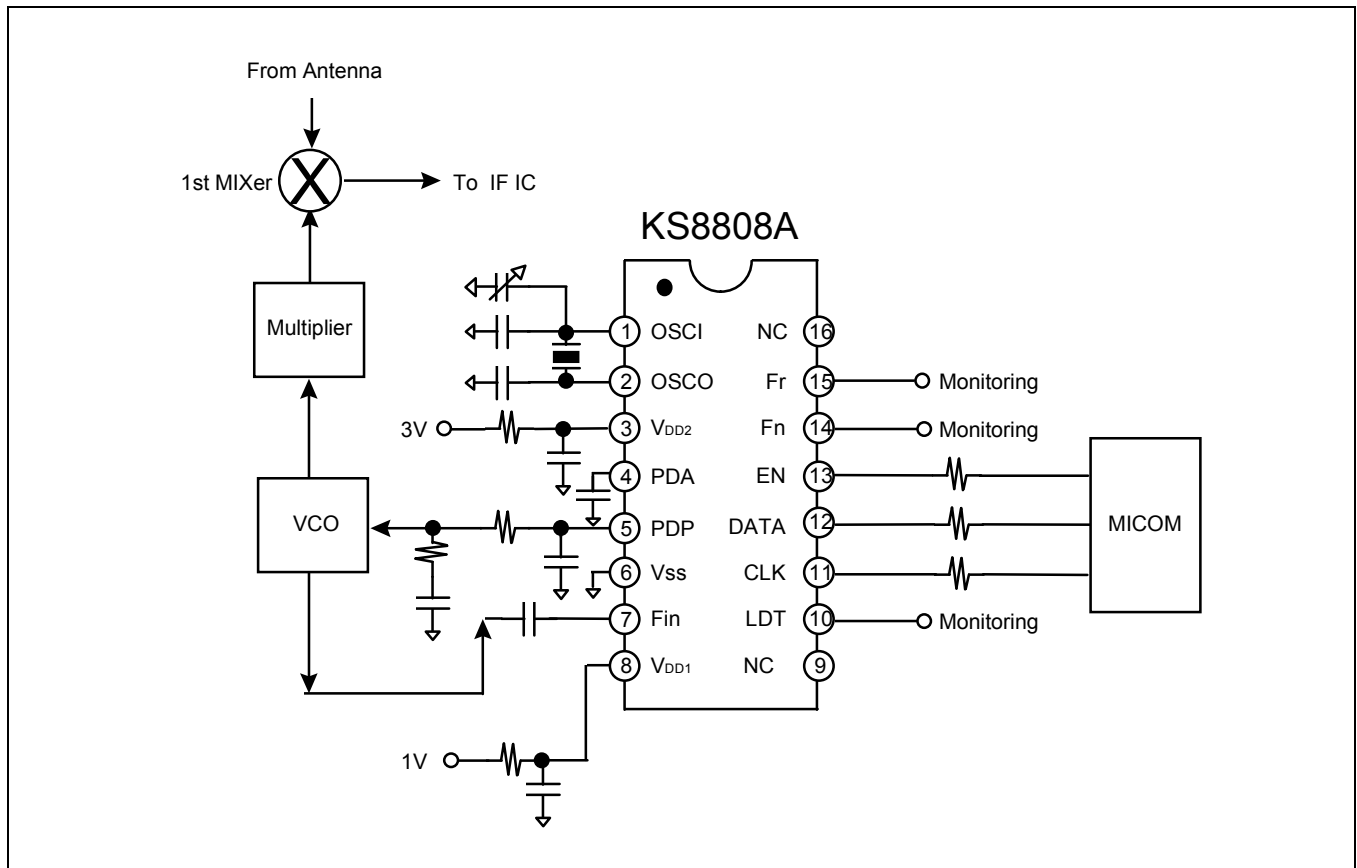 From Antenna
1st MIXer
X
To IF IC
KS8808A
Multiplier
1 OSCI
NC 16
2 OSCO
Fr 15
Monitoring
3V
3 VDD2
Fn 14
Monitoring
4 PDA
EN 13
VCO
5 PDP
DATA 12
MICOM
6 Vss
CLK 11
7 Fin
LDT 10
Monitoring
8 VDD1
NC 9
1V